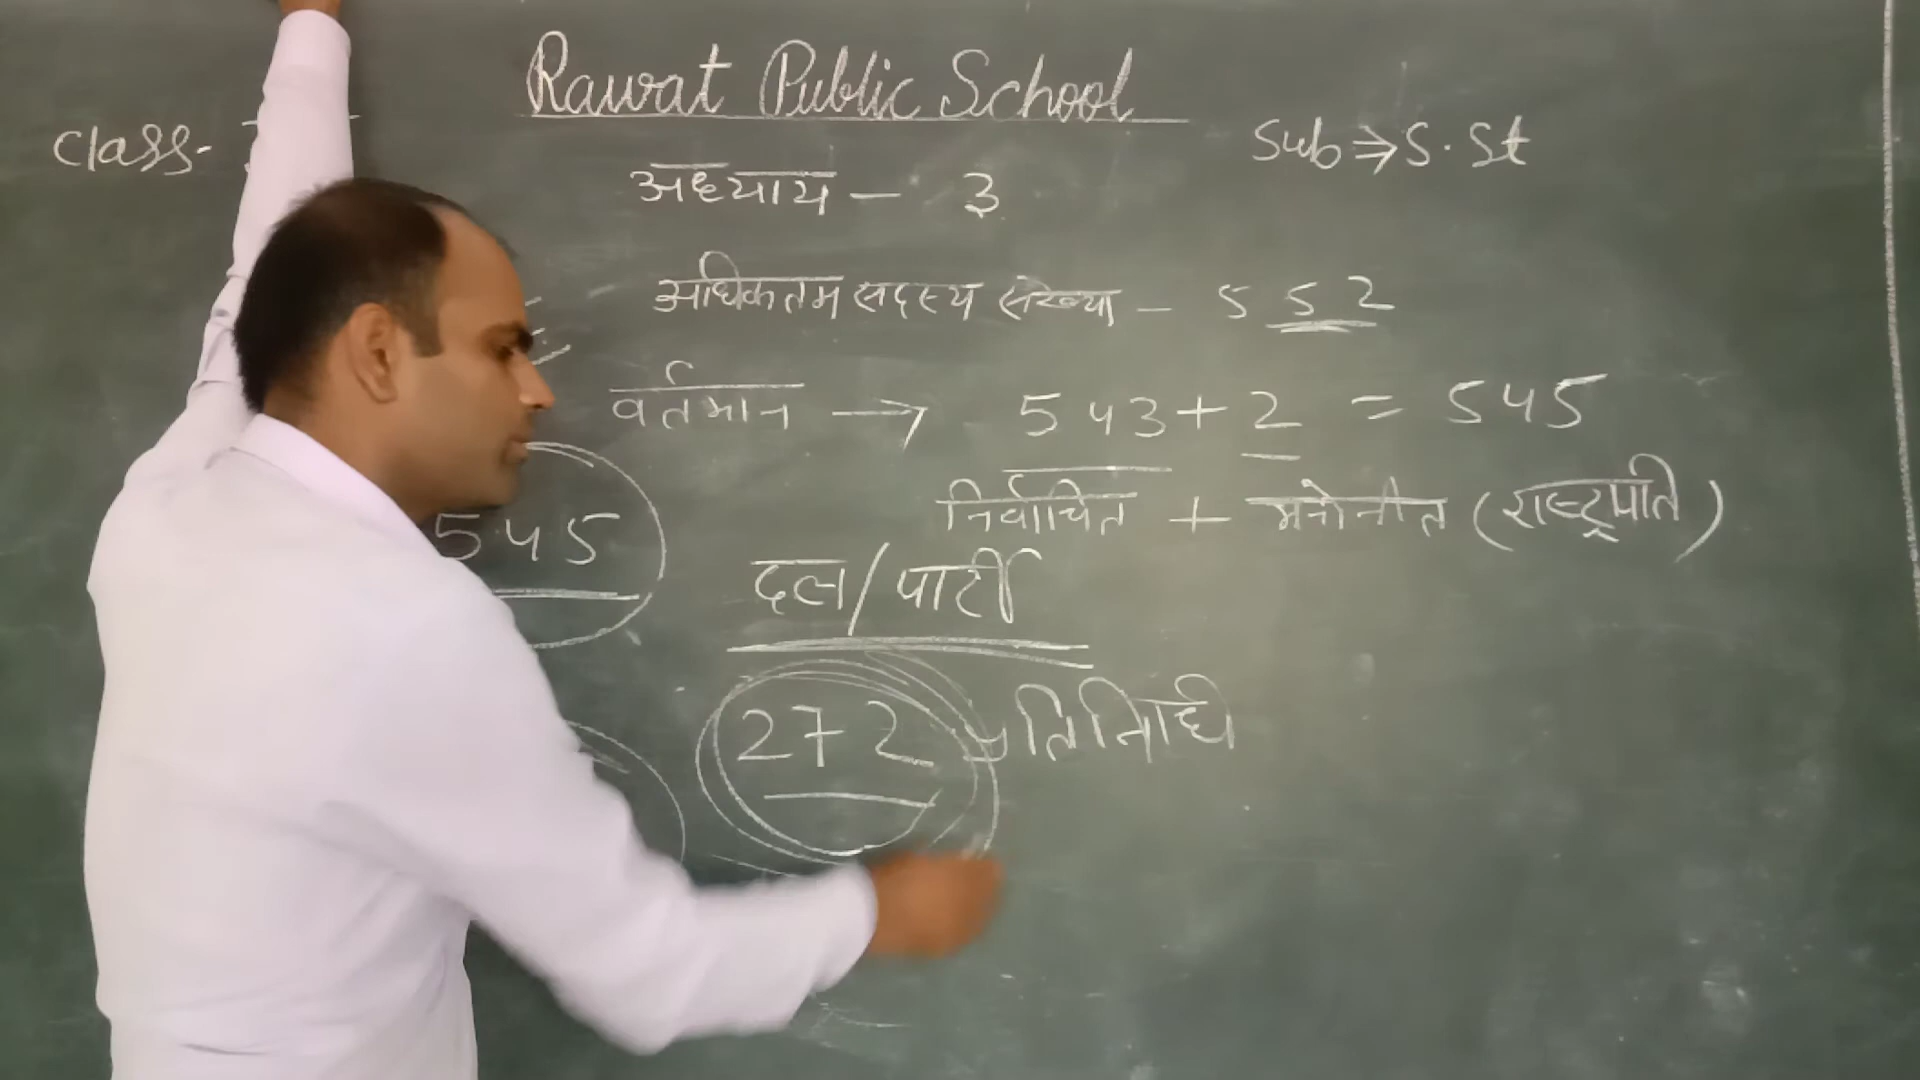 Rawat Public School
Class-
Sub⇒S.St
अध्याय – ३
अधिकतम सदस्य संख्या – 552
वर्तमान → 543+2 = 545
निर्वाचित + मनोनीत (राष्ट्रपति)
545
दल/पार्टी
272 प्रतिनिधि